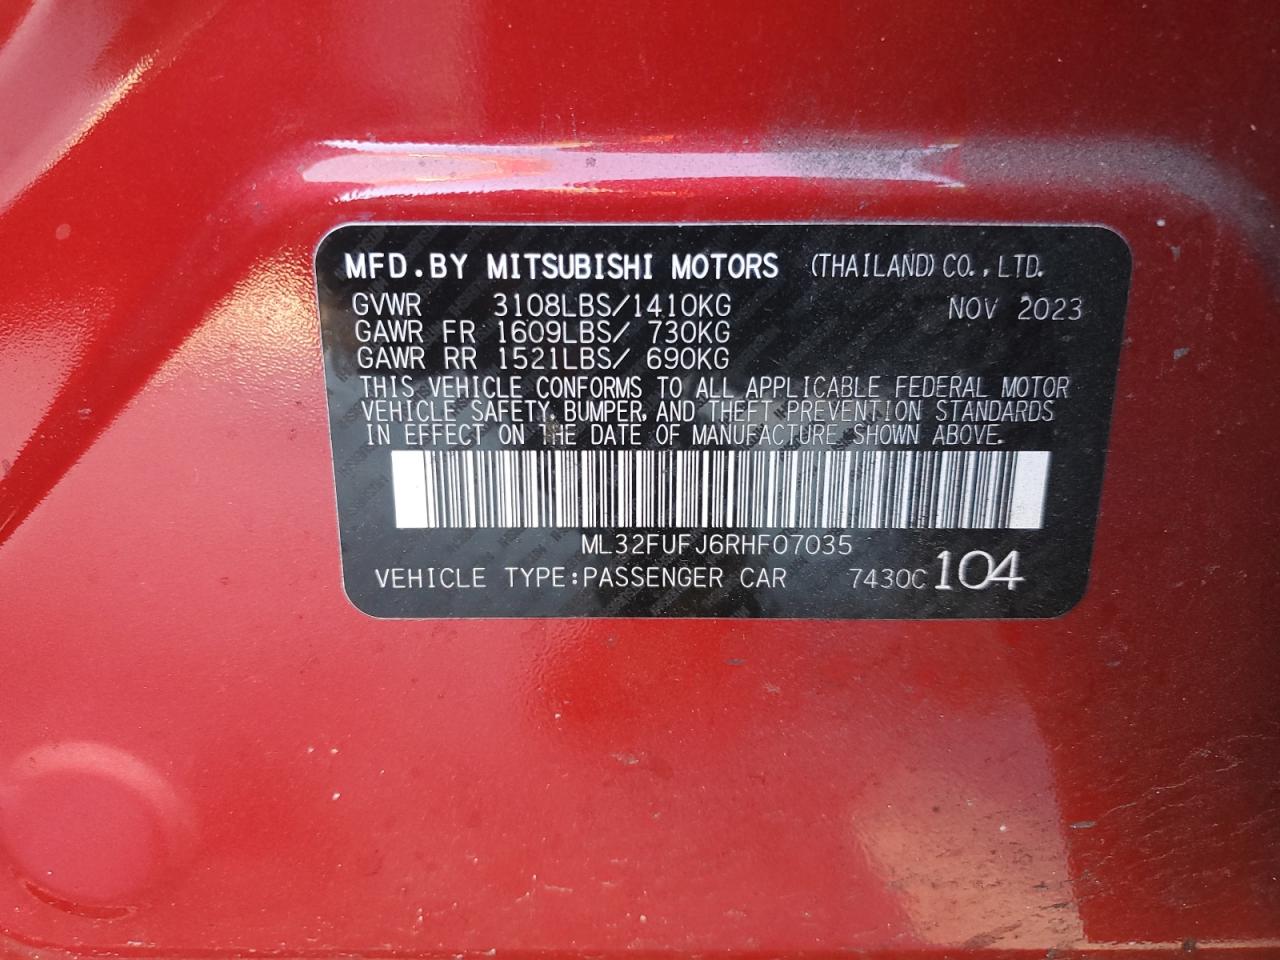 MFD.BY MITSUBISHI MOTORS (THAILAND) CO.,LTD.
GVWR 3108LBS/1410KG NOV 2023
GAWR FR 1609LBS/ 730KG
GAWR RR 1521LBS/ 690KG
THIS VEHICLE CONFORMS TO ALL APPLICABLE FEDERAL MOTOR
VEHICLE SAFETY, BUMPER, AND THEFT PREVENTION STANDARDS
IN EFFECT ON THE DATE OF MANUFACTURE SHOWN ABOVE.
ML32FUFJ6RHF07035
VEHICLE TYPE:PASSENGER CAR 7430C 104